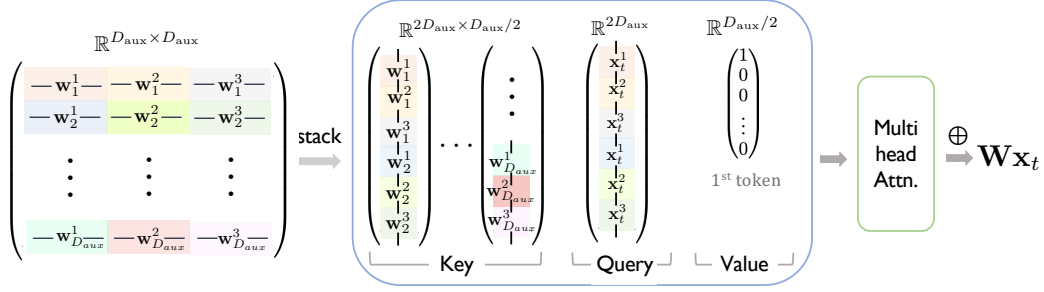 ℝ^{D_aux×D_aux}
— w_1^1 — — w_1^2 — — w_1^3 —
— w_2^1 — — w_2^2 — — w_2^3 —
⋮ ⋮ ⋮
— w_{D_aux}^1 — — w_{D_aux}^2 — — w_{D_aux}^3 —
stack
ℝ^{2D_aux×D_aux/2}
w_1^1
w_1^2
w_1^3
w_2^1
w_2^2
w_2^3
· · ·
⋮
w_{D_aux}^1
w_{D_aux}^2
w_{D_aux}^3
Key
ℝ^{2D_aux}
x_t^1
x_t^2
x_t^3
x_t^1
x_t^2
x_t^3
Query
ℝ^{D_aux/2}
1
0
0
⋮
0
1^st token
Value
Multi
head
Attn.
⊕
Wx_t